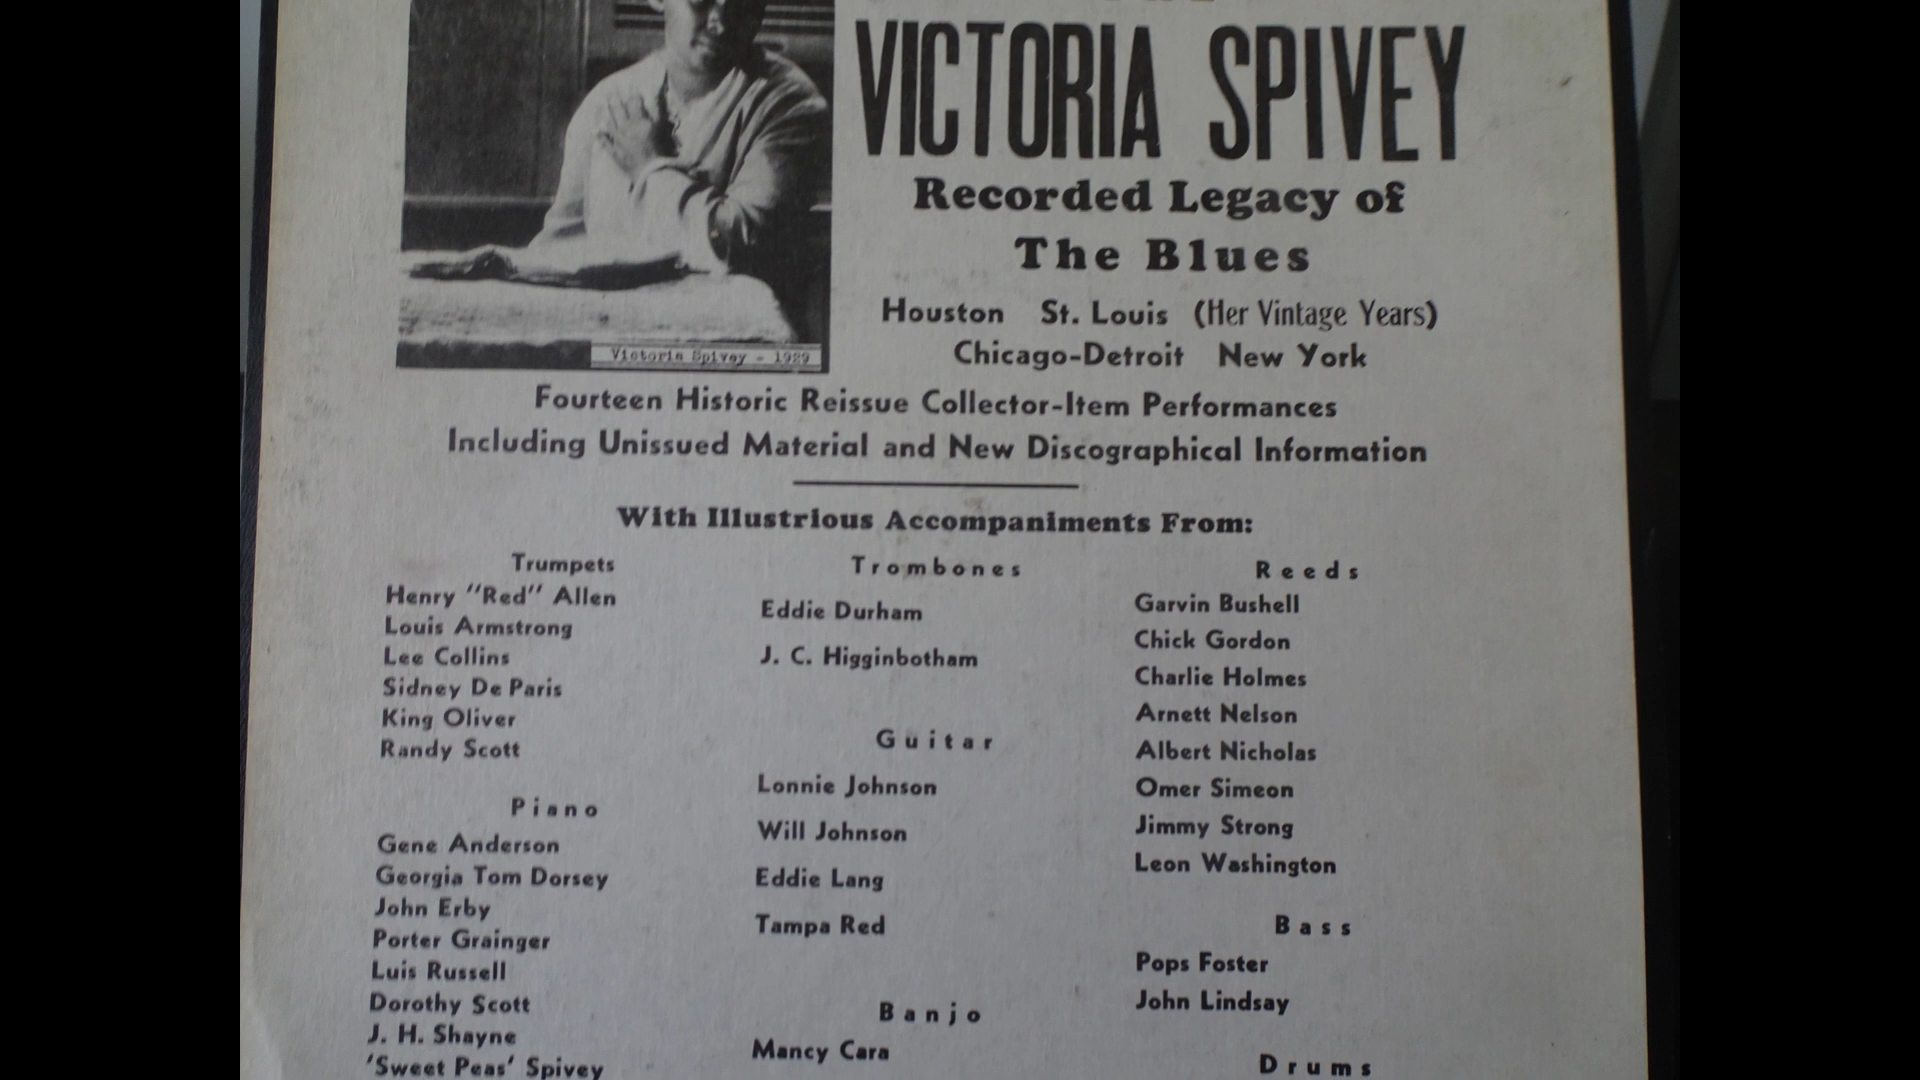 VICTORIA SPIVEY
Recorded Legacy of
The Blues
Houston St. Louis (Her Vintage Years)
Chicago-Detroit New York
Victoria Spivey - 1929
Fourteen Historic Reissue Collector-Item Performances
Including Unissued Material and New Discographical Information
With Illustrious Accompaniments From:
Trumpets
Henry "Red" Allen
Louis Armstrong
Lee Collins
Sidney De Paris
King Oliver
Randy Scott
Piano
Gene Anderson
Georgia Tom Dorsey
John Erby
Porter Grainger
Luis Russell
Dorothy Scott
J. H. Shayne
'Sweet Peas' Spivey
Trombones
Eddie Durham
J. C. Higginbotham
Guitar
Lonnie Johnson
Will Johnson
Eddie Lang
Tampa Red
Banjo
Mancy Cara
Reeds
Garvin Bushell
Chick Gordon
Charlie Holmes
Arnett Nelson
Albert Nicholas
Omer Simeon
Jimmy Strong
Leon Washington
Bass
Pops Foster
John Lindsay
Drums